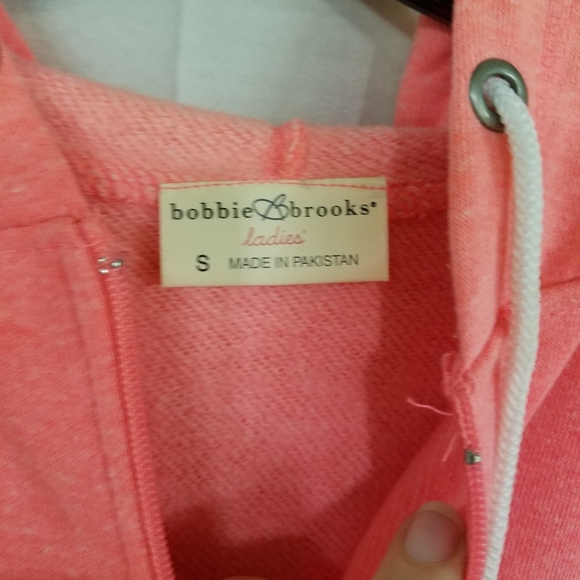 bobbie brooks®
ladies'
S MADE IN PAKISTAN